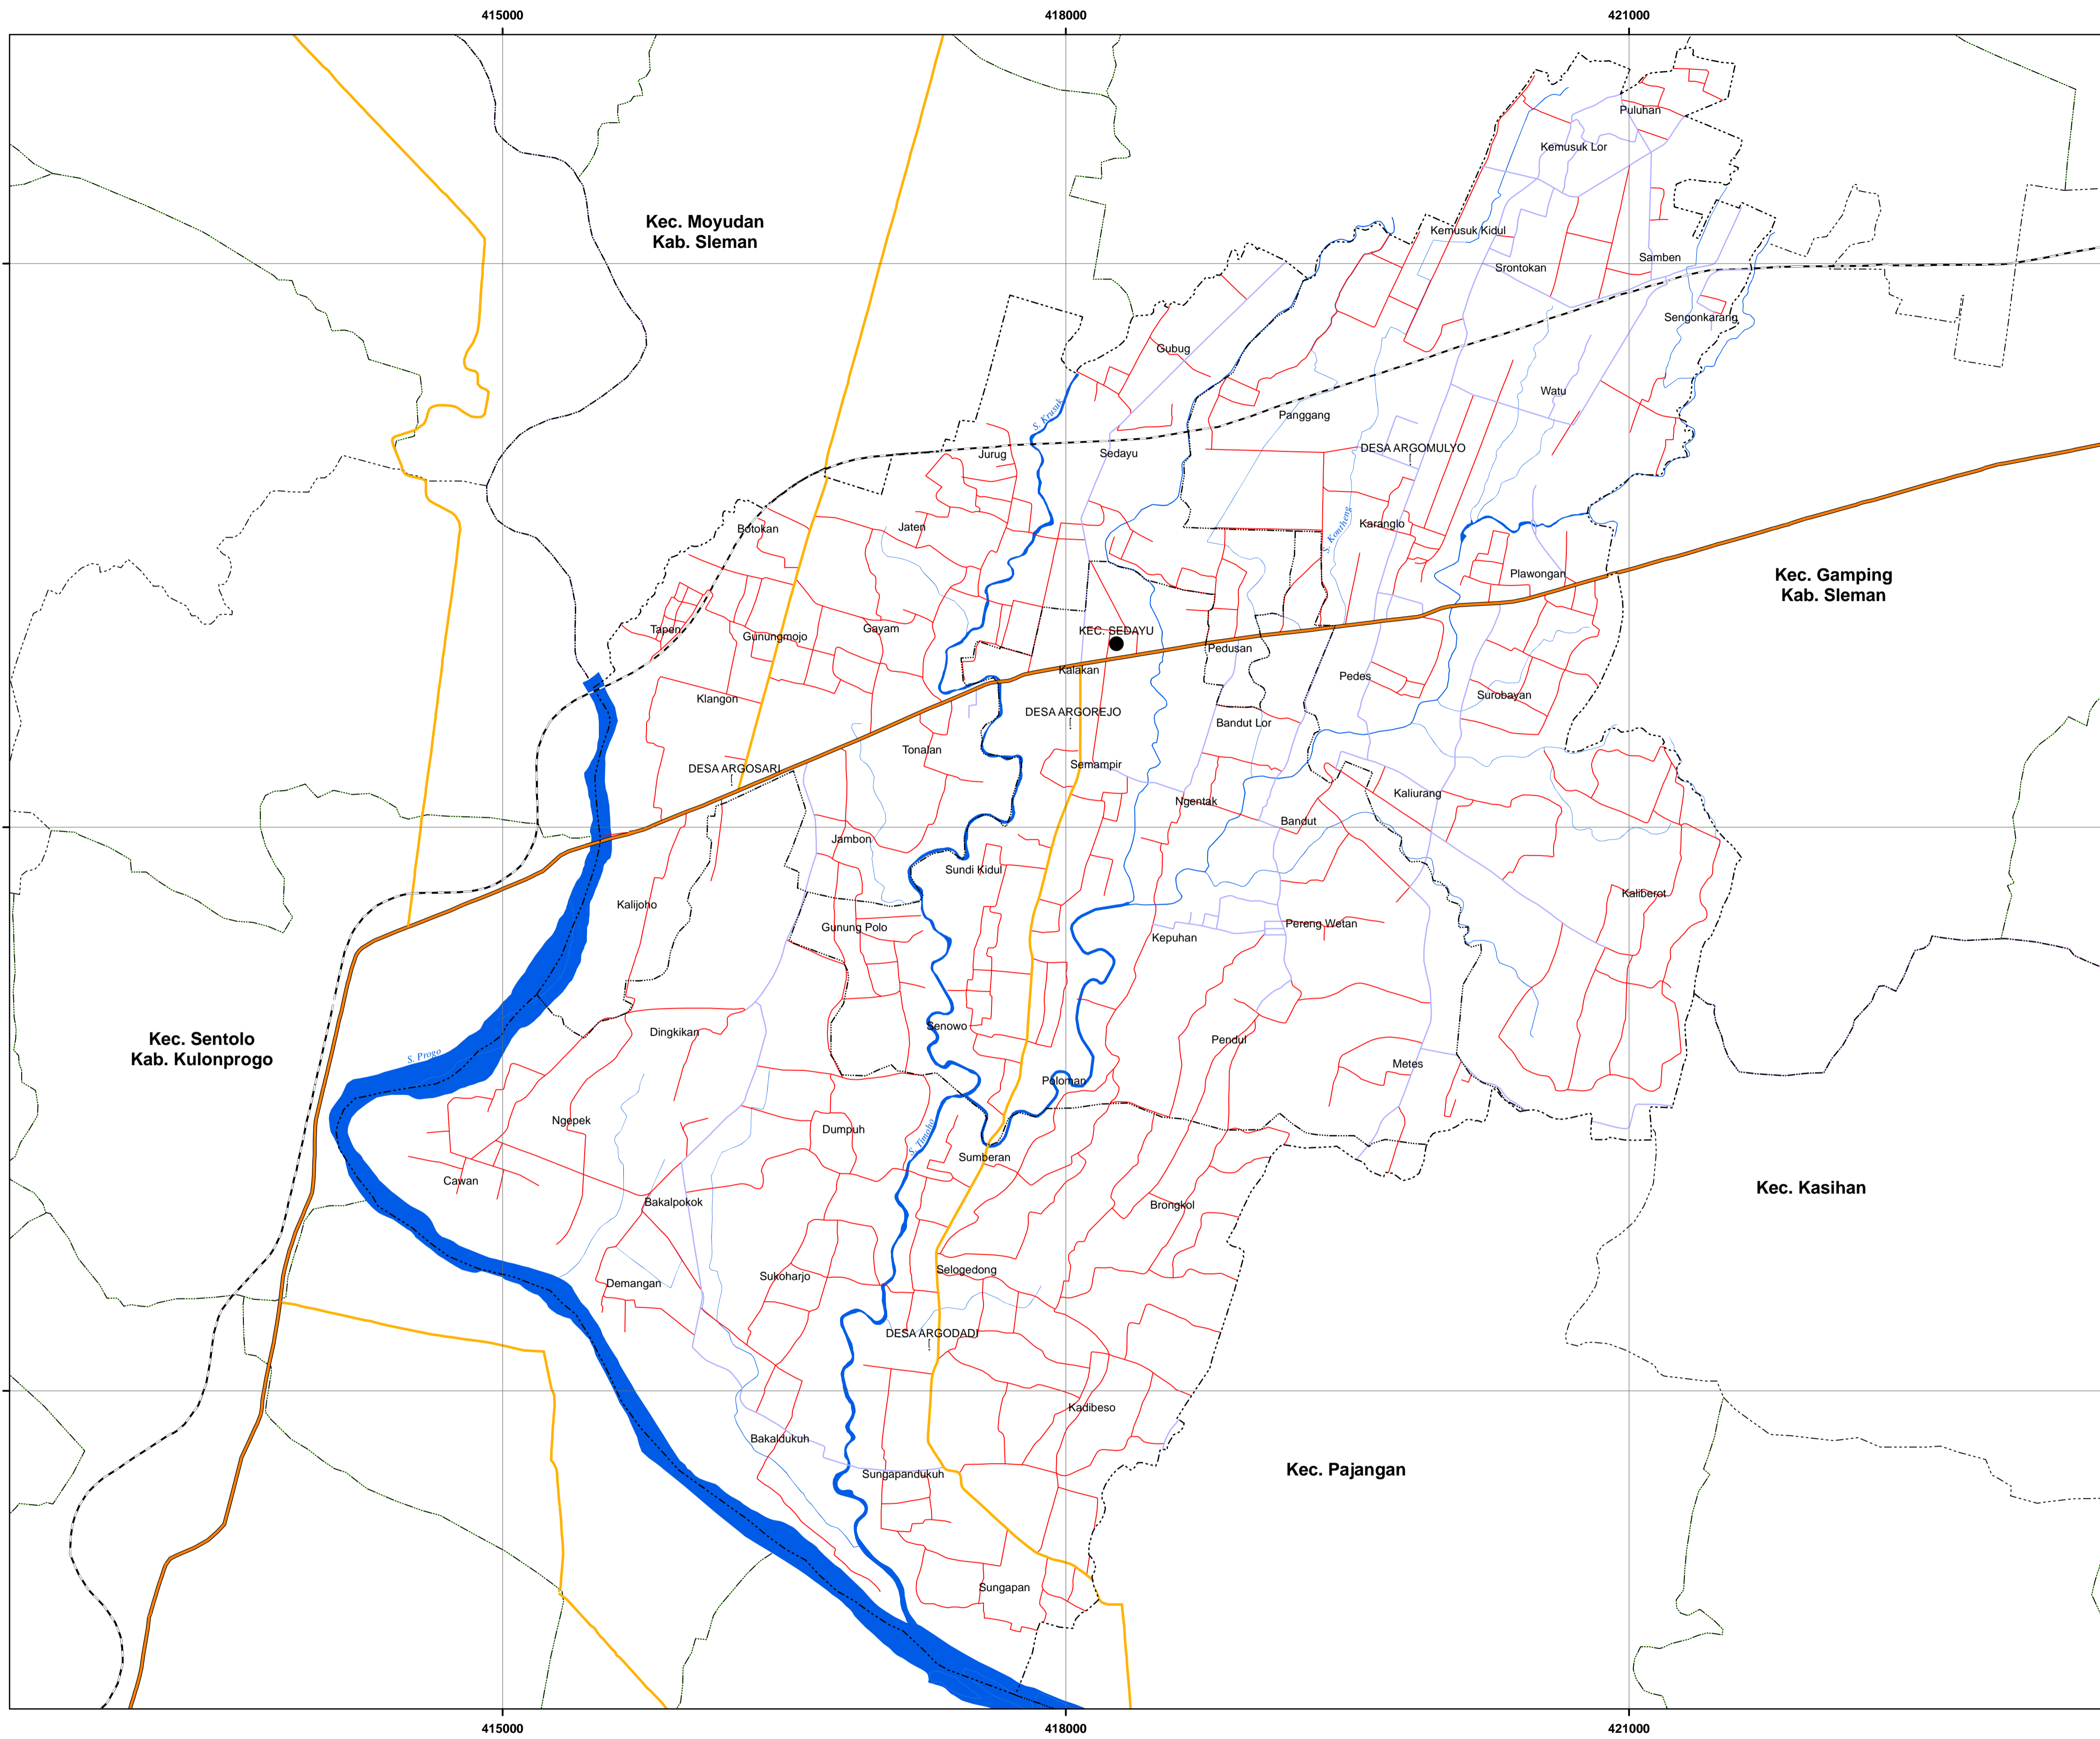 415000
418000
421000
Puluhan
Kemusuk Lor
Kec. Moyudan
Kab. Sleman
Kemusuk Kidul
Samben
Srontokan
Sengonkarang
Gubug
Watu
S. Krusuk
Panggang
Jurug
Sedayu
DESA ARGOMULYO
Botokan
Jaten
Karanglo
S. Konzheng
Plawongan
Kec. Gamping
Kab. Sleman
Tapen
Gunungmojo
Gayam
KEC. SEDAYU
Pedusan
Kalakan
Pedes
Klangon
Surobayan
DESA ARGOREJO
Bandut Lor
Tonalan
DESA ARGOSARI
Semampir
Ngentak
Kaliurang
Bandut
Jambon
Sundi Kidul
Kalijoho
Kaliberot
Gunung Polo
Kepuhan
Pereng Wetan
Senowo
Dingkikan
Pendul
Kec. Sentolo
Kab. Kulonprogo
S. Progo
Metes
Poloman
Ngepek
Dumpuh
S. Timoho
Sumberan
Cawan
Kec. Kasihan
Bakalpokok
Brongkol
Selogedong
Sukoharjo
Demangan
DESA ARGODADI
Kadibeso
Bakaldukuh
Sungapandukuh
Kec. Pajangan
Sungapan
415000
418000
421000